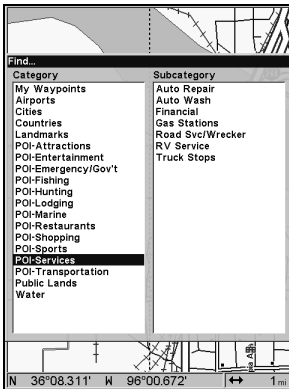 Find...
Category Subcategory
My Waypoints
Airports
Cities
Countries
Landmarks
POI-Attractions
POI-Entertainment
POI-Emergency/Gov't
POI-Fishing
POI-Hunting
POI-Lodging
POI-Marine
POI-Restaurants
POI-Shopping
POI-Sports
POI-Services
POI-Transportation
Public Lands
Water
Auto Repair
Auto Wash
Financial
Gas Stations
Road Svc/Wrecker
RV Service
Truck Stops
N 36°08.311' W 96°00.672' ↔ 1 mi